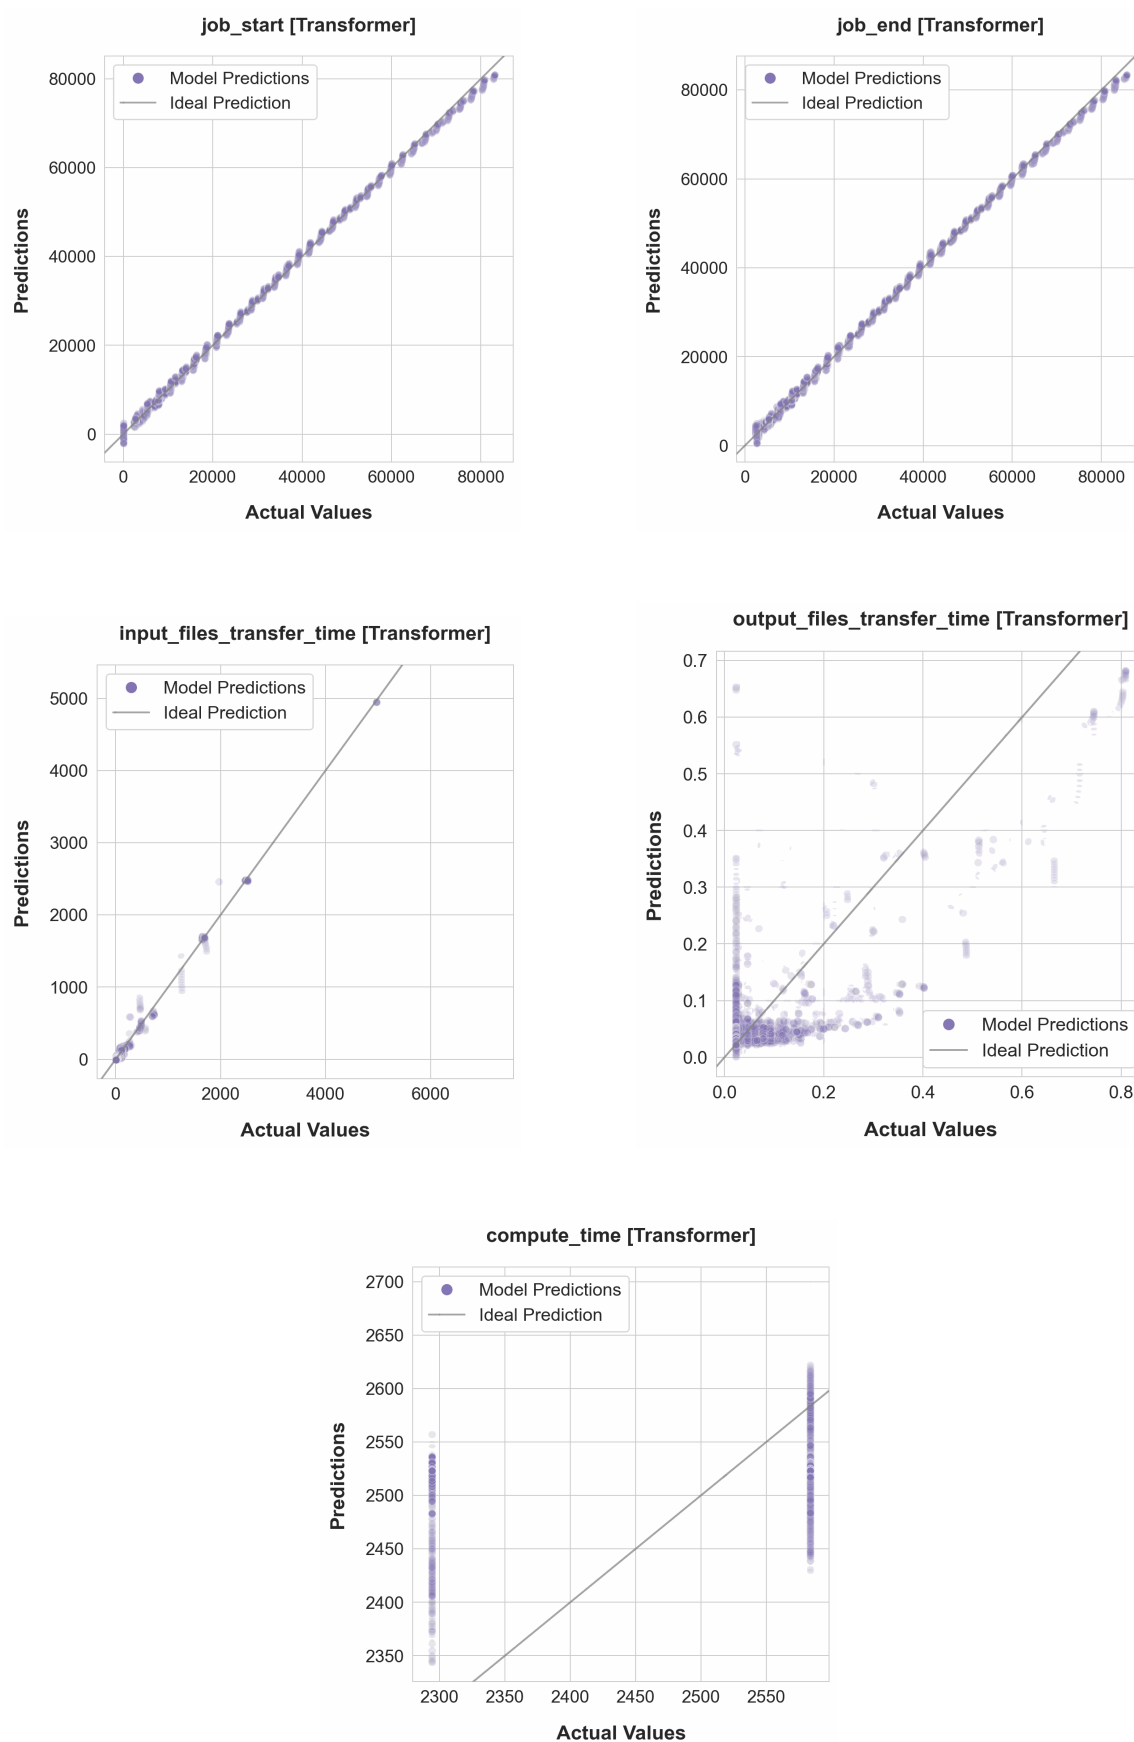 job_start [Transformer]
Model Predictions
Ideal Prediction
80000
60000
40000
20000
0
Predictions
0 20000 40000 60000 80000
Actual Values
job_end [Transformer]
Model Predictions
Ideal Prediction
80000
60000
40000
20000
0
Predictions
0 20000 40000 60000 80000
Actual Values
input_files_transfer_time [Transformer]
Model Predictions
Ideal Prediction
5000
4000
3000
2000
1000
0
Predictions
0 2000 4000 6000
Actual Values
output_files_transfer_time [Transformer]
0.7
0.6
0.5
0.4
0.3
0.2
0.1
0.0
Predictions
Model Predictions
Ideal Prediction
0.0 0.2 0.4 0.6 0.8
Actual Values
compute_time [Transformer]
Model Predictions
Ideal Prediction
2700
2650
2600
2550
2500
2450
2400
2350
Predictions
2300 2350 2400 2450 2500 2550
Actual Values